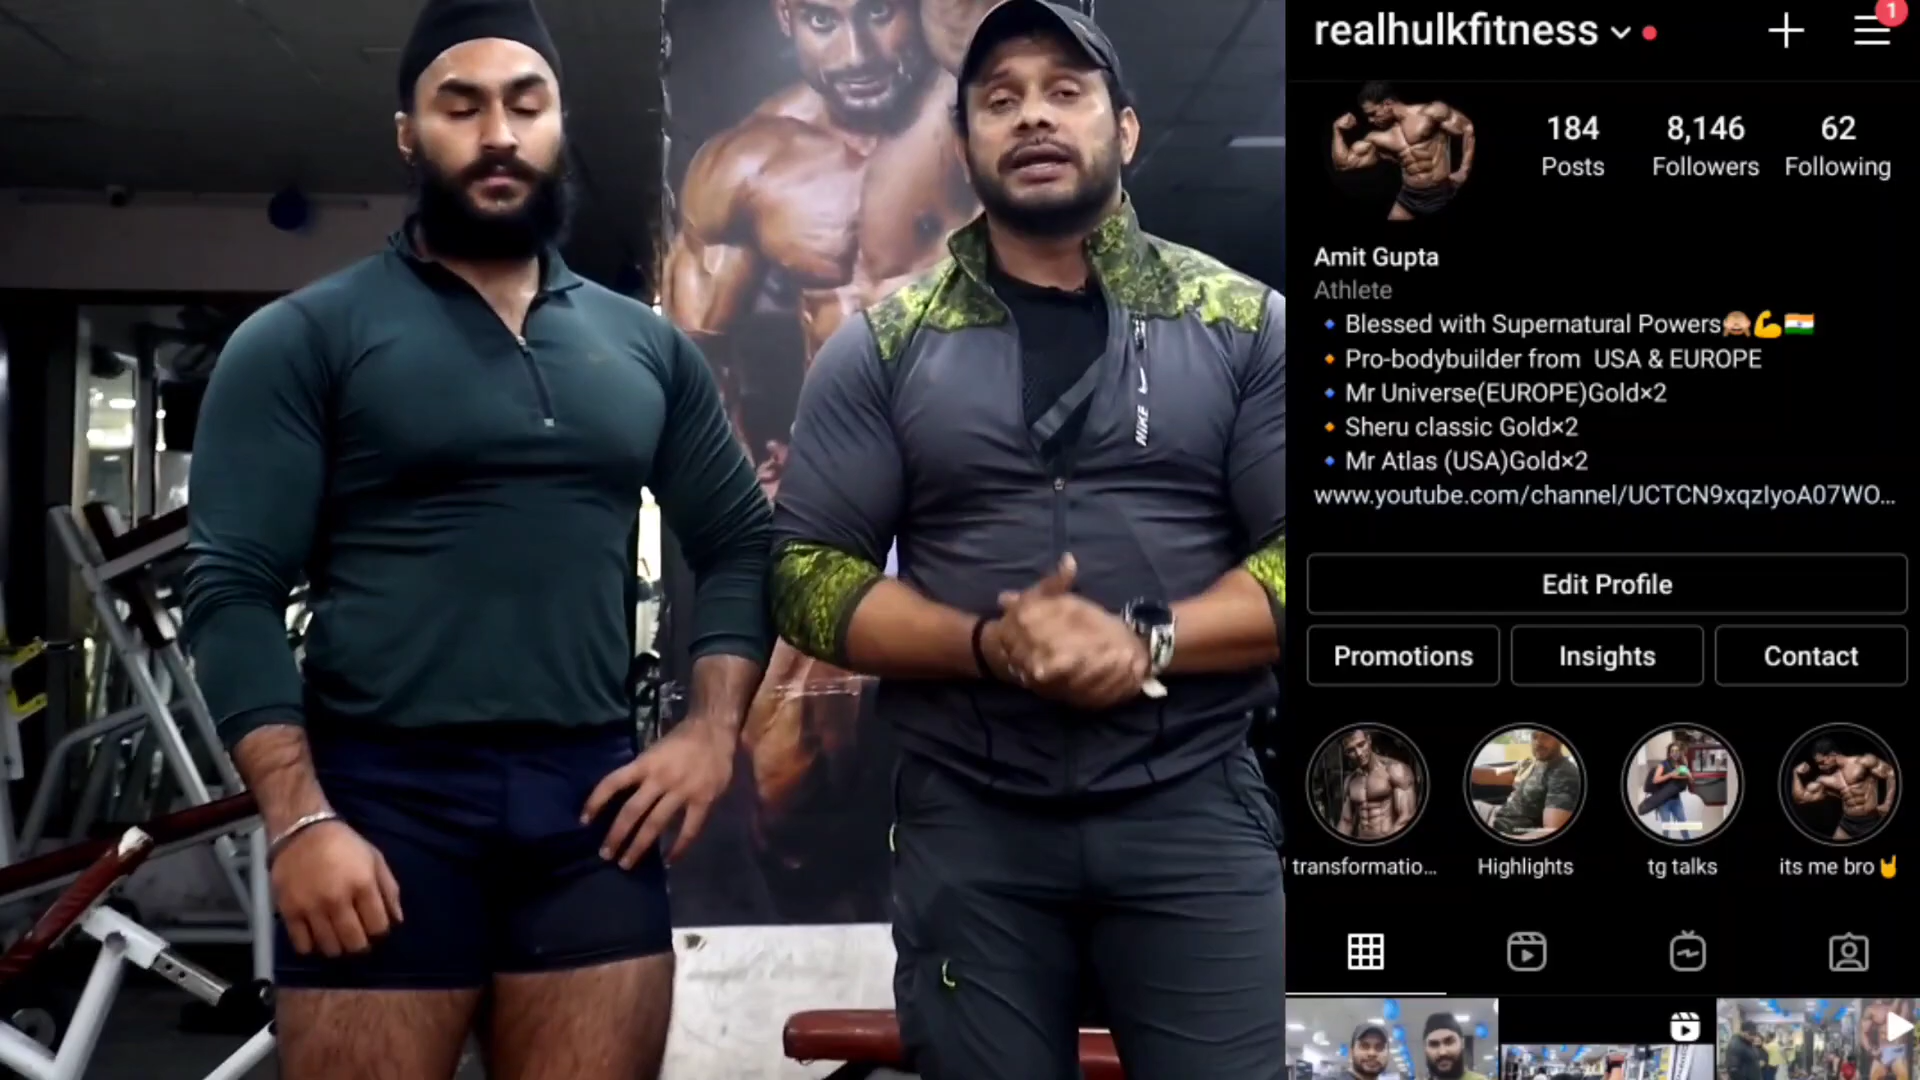 NIKE
realhulkfitness
1
184
8,146
62
Posts
Followers
Following
Amit Gupta
Athlete
🔹Blessed with Supernatural Powers🙈💪🇮🇳
🔸Pro-bodybuilder from USA & EUROPE
🔹Mr Universe(EUROPE)Gold×2
🔸Sheru classic Gold×2
🔹Mr Atlas (USA)Gold×2
www.youtube.com/channel/UCTCN9xqzIyoA07WO...
Edit Profile
Promotions
Insights
Contact
transformatio...
Highlights
tg talks
its me bro🤘